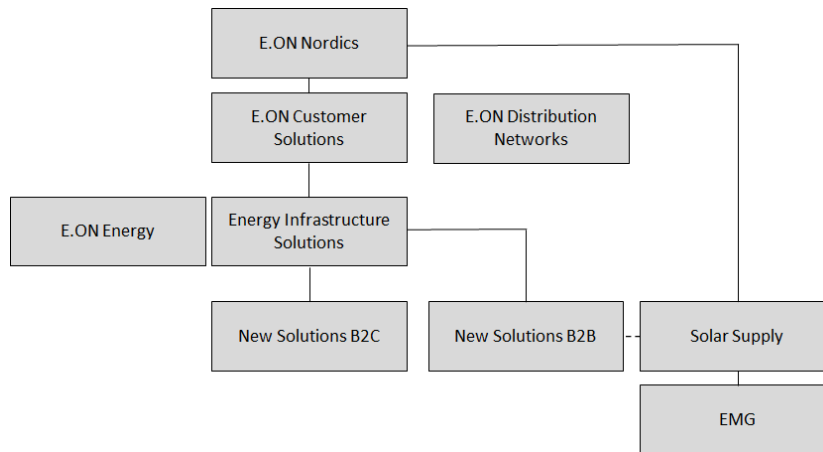 E.ON Nordics
E.ON Customer
Solutions
E.ON Distribution
Networks
E.ON Energy
Energy Infrastructure
Solutions
New Solutions B2C
New Solutions B2B
Solar Supply
EMG